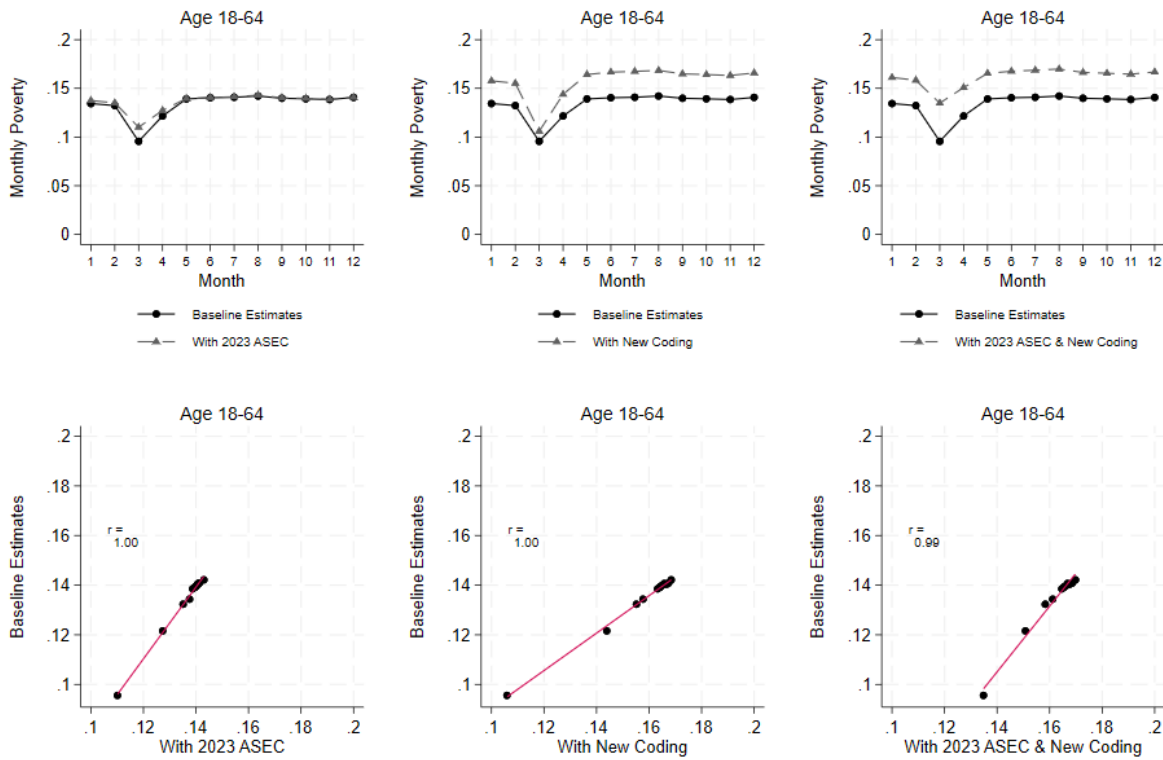 Age 18-64
Monthly Poverty
.2
.15
.1
.05
0
1 2 3 4 5 6 7 8 9 10 11 12
Month
Baseline Estimates
With 2023 ASEC
Age 18-64
Monthly Poverty
.2
.15
.1
.05
0
1 2 3 4 5 6 7 8 9 10 11 12
Month
Baseline Estimates
With New Coding
Age 18-64
Monthly Poverty
.2
.15
.1
.05
0
1 2 3 4 5 6 7 8 9 10 11 12
Month
Baseline Estimates
With 2023 ASEC & New Coding
Age 18-64
Baseline Estimates
.2
.18
.16
.14
.12
.1
r =
1.00
.1 .12 .14 .16 .18 .2
With 2023 ASEC
Age 18-64
Baseline Estimates
.2
.18
.16
.14
.12
.1
r =
1.00
.1 .12 .14 .16 .18 .2
With New Coding
Age 18-64
Baseline Estimates
.2
.18
.16
.14
.12
.1
r =
0.99
.1 .12 .14 .16 .18 .2
With 2023 ASEC & New Coding